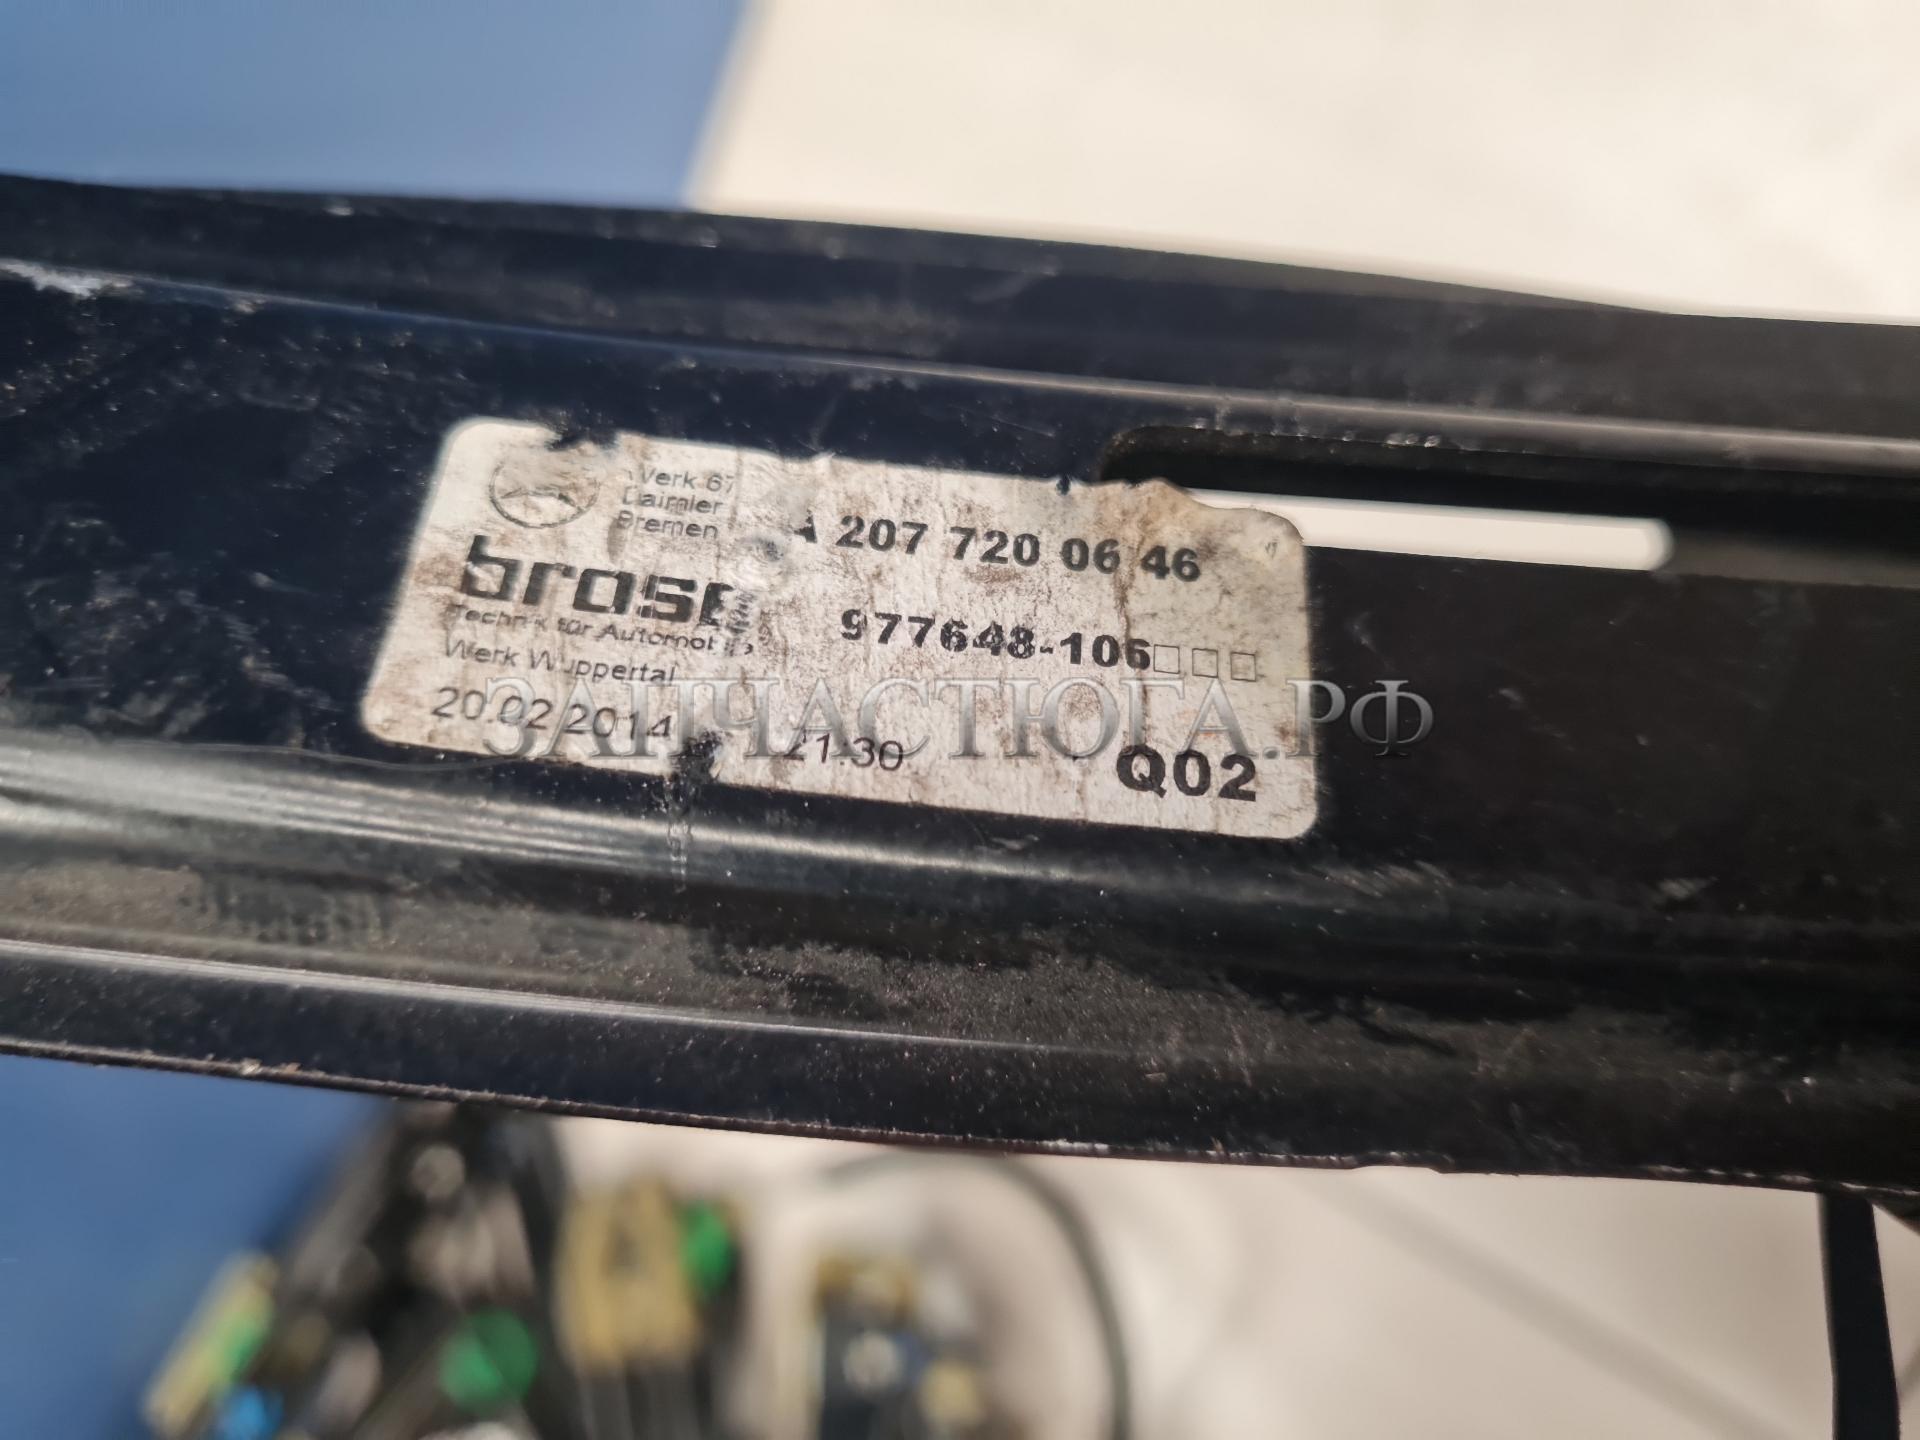 Werk 67
Daimler
Bremen
A 207 720 06 46
brose
Technik für Automobile
977648-106□□□
Werk Wuppertal
20.02.2014 21:30
Q02
ЗАПЧАСТЮГА.РФ